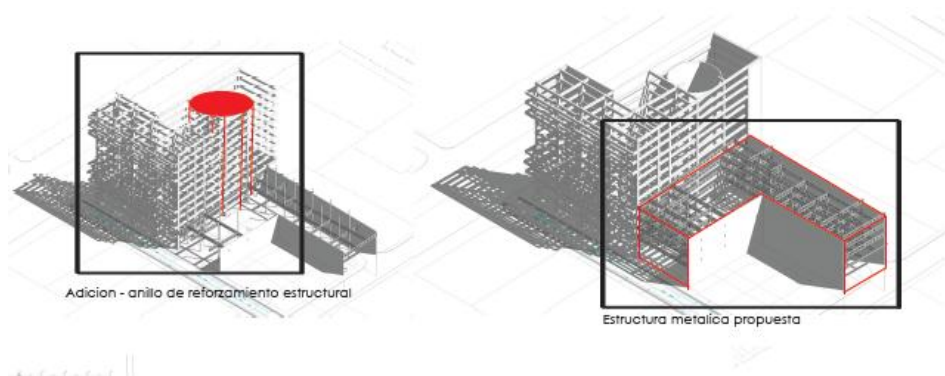 Adicion - anillo de reforzamiento estructural
Estructura metalica propuesta